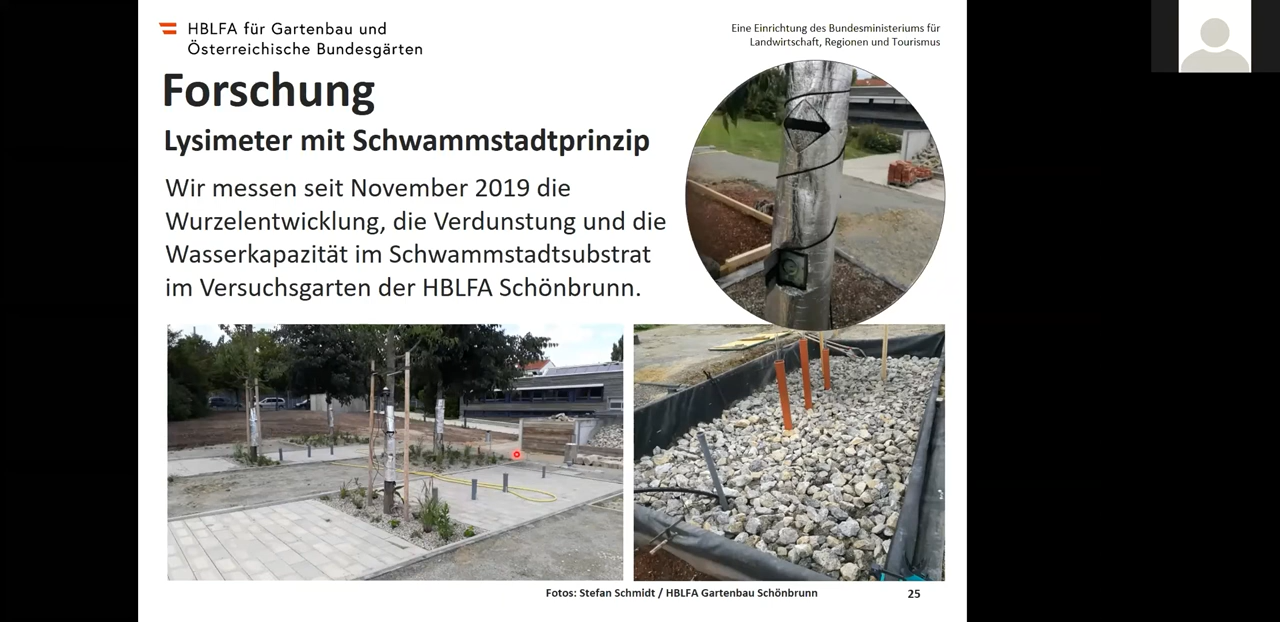 HBLFA für Gartenbau und
Österreichische Bundesgärten
Eine Einrichtung des Bundesministeriums für
Landwirtschaft, Regionen und Tourismus
Forschung
Lysimeter mit Schwammstadtprinzip
Wir messen seit November 2019 die
Wurzelentwicklung, die Verdunstung und die
Wasserkapazität im Schwammstadtsubstrat
im Versuchsgarten der HBLFA Schönbrunn.
Fotos: Stefan Schmidt / HBLFA Gartenbau Schönbrunn
25